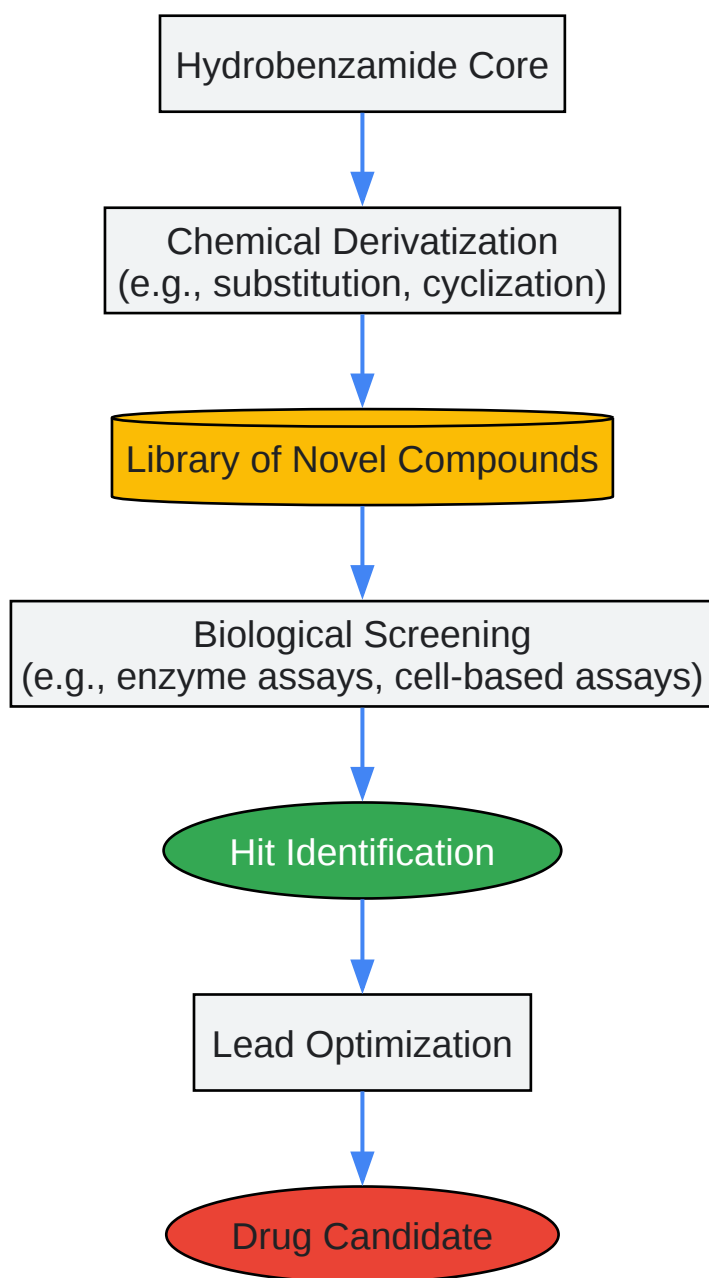 Hydrobenzamide Core
Chemical Derivatization
(e.g., substitution, cyclization)
Library of Novel Compounds
Biological Screening
(e.g., enzyme assays, cell-based assays)
Hit Identification
Lead Optimization
Drug Candidate